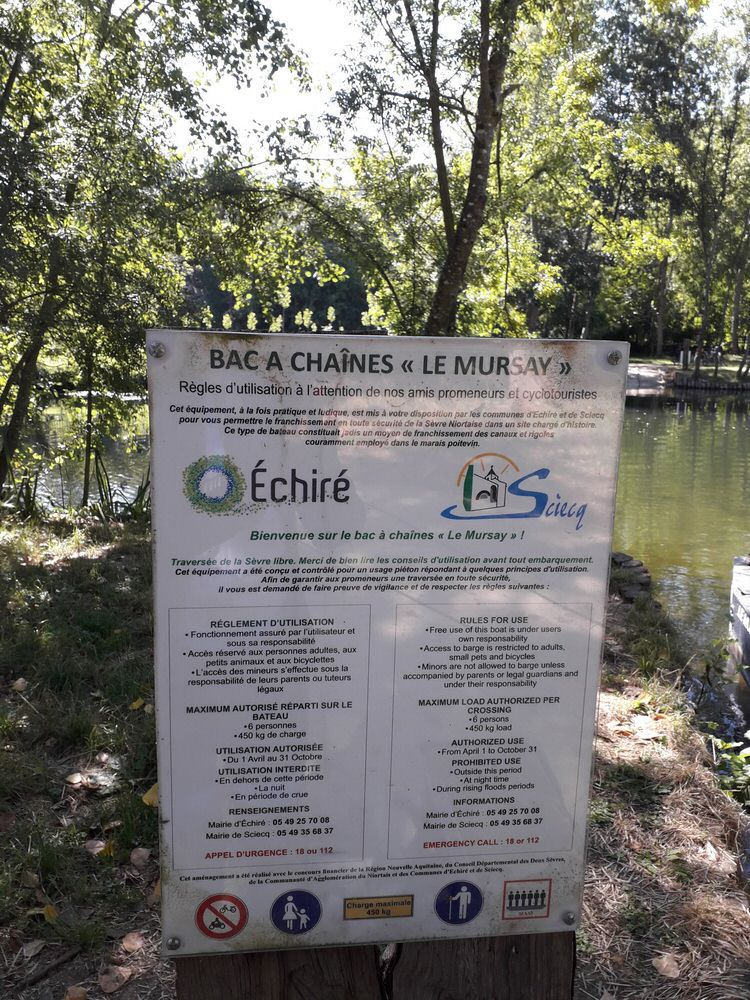 BAC A CHAÎNES « LE MURSAY »
Règles d'utilisation à l'attention de nos amis promeneurs et cyclotouristes
Cet équipement, à la fois pratique et ludique, est mis à votre disposition par les communes d'Echiré et de Sciecq
pour vous permettre le franchissement en toute sécurité de la Sèvre Niortaise dans un site chargé d'histoire.
Ce type de bateau constituait jadis un moyen de franchissement des canaux et rigoles
couramment employé dans le marais poitevin.
Échiré
Sciecq
Bienvenue sur le bac à chaînes « Le Mursay » !
Traversée de la Sèvre libre. Merci de bien lire les conseils d'utilisation avant tout embarquement.
Cet équipement a été conçu et contrôlé pour un usage piéton répondant à quelques principes d'utilisation.
Afin de garantir aux promeneurs une traversée en toute sécurité,
il vous est demandé de faire preuve de vigilance et de respecter les règles suivantes :
RÉGLEMENT D'UTILISATION
• Fonctionnement assuré par l'utilisateur et
sous sa responsabilité
• Accès réservé aux personnes adultes, aux
petits animaux et aux bicyclettes
• L'accès des mineurs s'effectue sous la
responsabilité de leurs parents ou tuteurs
légaux
MAXIMUM AUTORISÉ RÉPARTI SUR LE
BATEAU
• 6 personnes
• 450 kg de charge
UTILISATION AUTORISÉE
• Du 1 Avril au 31 Octobre
UTILISATION INTERDITE
• En dehors de cette période
• La nuit
• En période de crue
RENSEIGNEMENTS
Mairie d'Échiré : 05 49 25 70 08
Mairie de Sciecq : 05 49 35 68 37
APPEL D'URGENCE : 18 ou 112
RULES FOR USE
• Free use of this boat is under users
own responsability
• Access to barge is restricted to adults,
small pets and bicycles
• Minors are not allowed to barge unless
accompanied by parents or legal guardians and
under their responsability
MAXIMUM LOAD AUTHORIZED PER
CROSSING
• 6 persons
• 450 kg load
AUTHORIZED USE
• From April 1 to October 31
PROHIBITED USE
• Outside this period
• At night time
• During rising floods periods
INFORMATIONS
Mairie d'Échiré : 05 49 25 70 08
Mairie de Sciecq : 05 49 35 68 37
EMERGENCY CALL : 18 or 112
Cet aménagement a été réalisé avec le concours financier de la Région Nouvelle Aquitaine, du Conseil Départemental des Deux Sèvres,
de la Communauté d'Agglomération du Niortais et des Communes d'Echiré et de Sciecq.
Charge maximale
450 kg